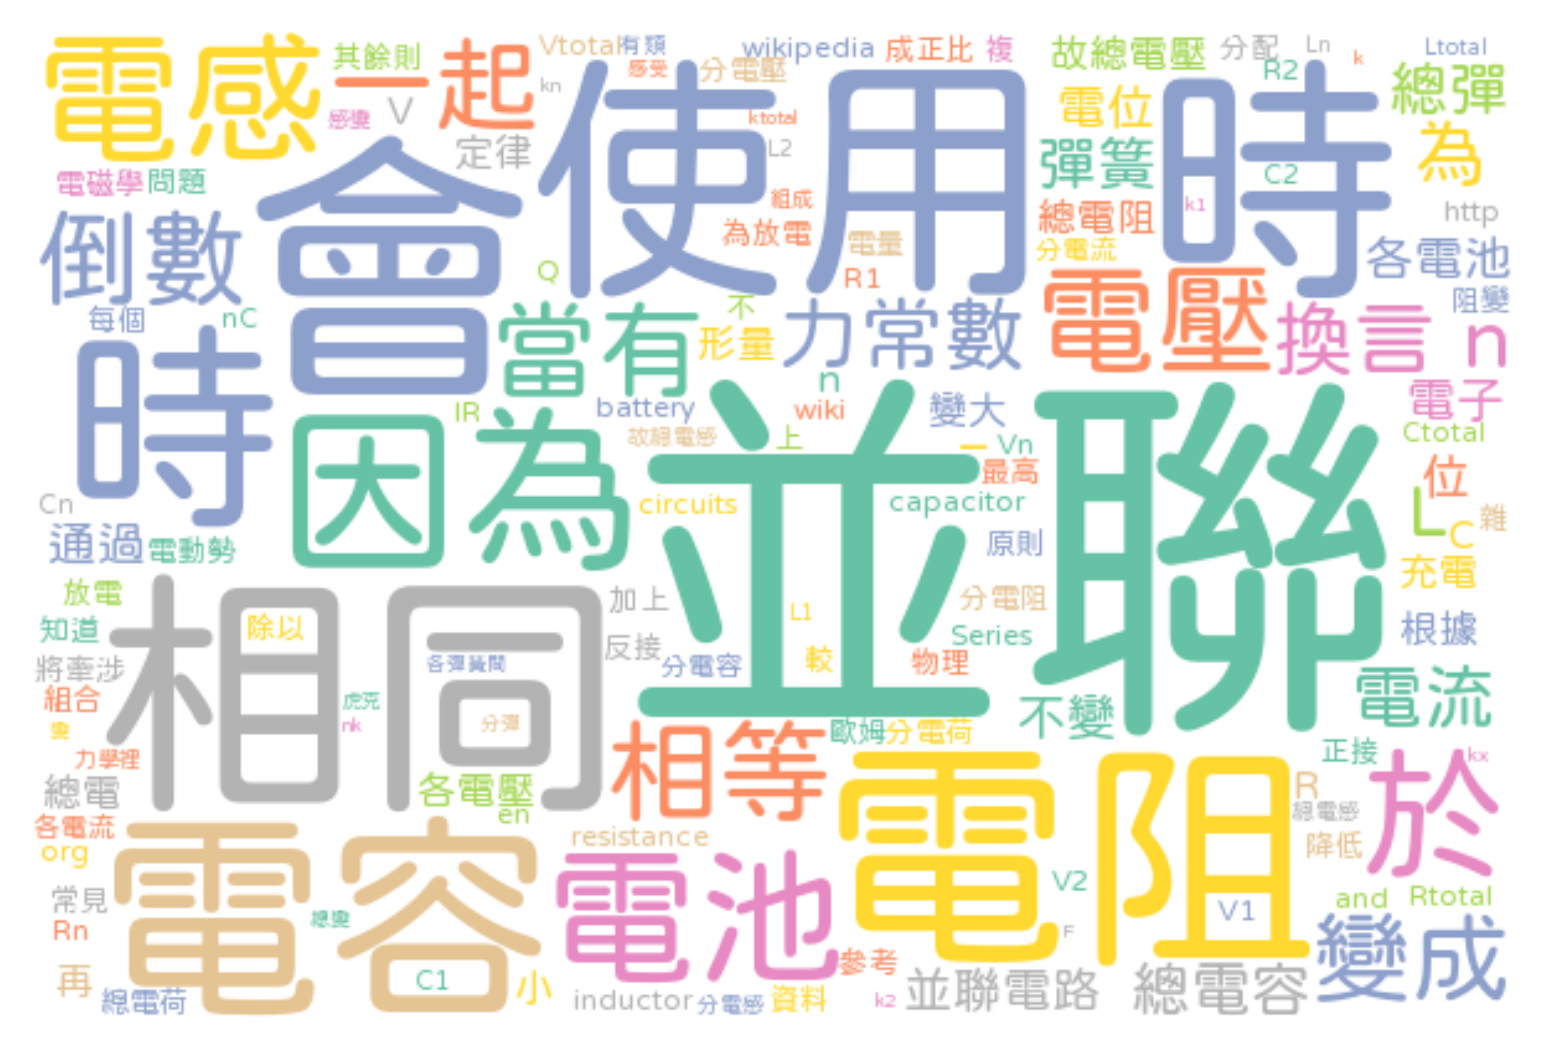 電感
其餘則
一起
Vtotal
有類
感受
wikipedia
成正比
複
故總電壓
分配
Ln
k
Ltotal
感變
V
定律
kn
分電壓
ktotal
L2
使用時
R2
電位
總彈
為
彈簧
C2
k1
電磁學
問題
會
組成
總電阻
http
倒數
為放電
電量
分電流
各電池
Q
R1
電壓
阻變
每個
nC
當有
不
形量
力常數
換言
n
時
n
電子
IR
battery
wiki
變大
因為
故總電感
上
一
Vn
Ctotal
並聯
最高
位
Cn
circuits
capacitor
L
C
雜
通過
電動勢
原則
充電
放電
相同
加上
L1
分電阻
知道
除以
Series
根據
將牽涉
各彈簧間
反接
分電容
較
物理
組合
虎克
nk
分彈
不變
電流
變
力學裡
相等
歐姆
分電荷
正接
kx
總電
各電壓
電阻
R
於
各電流
en
總電感
org
電容
resistance
降低
電池
V2
常見
總變
V1
and
Rtotal
Rn
F
變成
再
C1
小
參考
並聯電路
總電容
總電荷
inductor
分電感
資料
k2